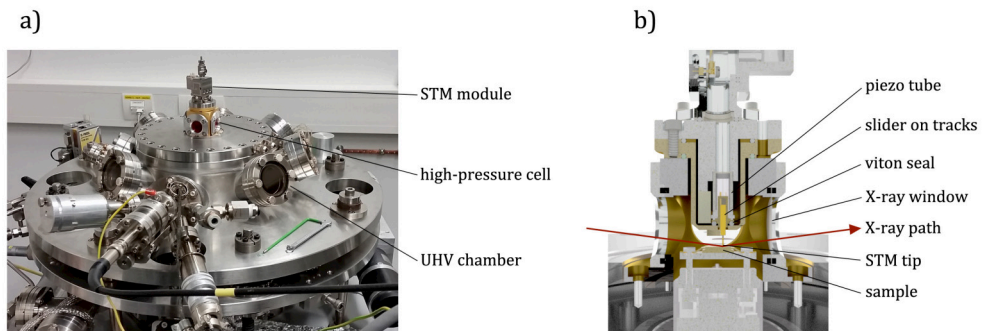 a)
STM module
high-pressure cell
UHV chamber
b)
piezo tube
slider on tracks
viton seal
X-ray window
X-ray path
STM tip
sample